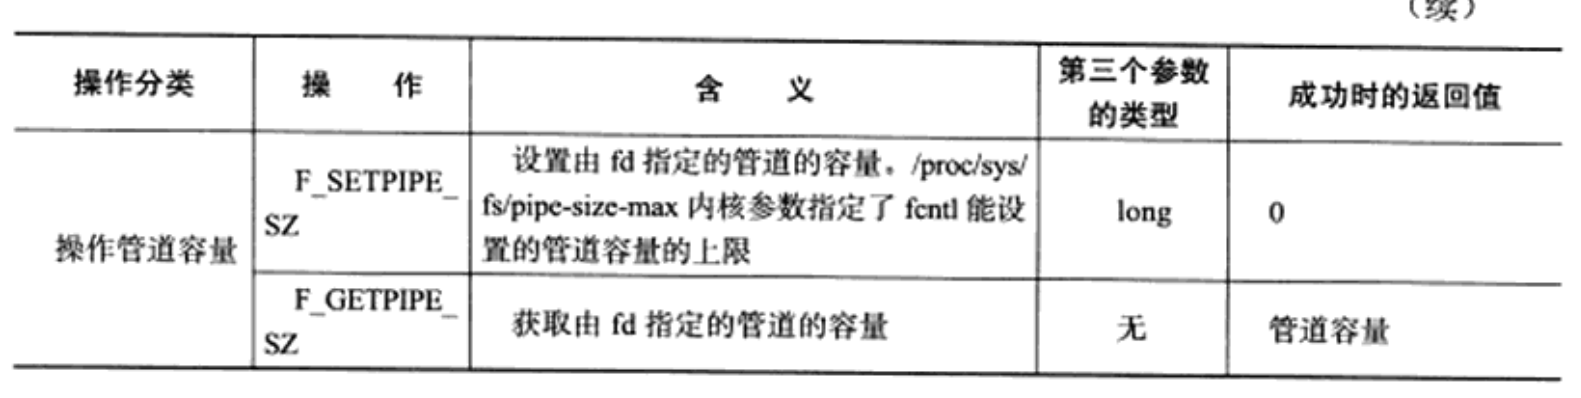 （续）
操作分类
操 作
含 义
第三个参数
的类型
成功时的返回值
操作管道容量
F_SETPIPE_
SZ
设置由 fd 指定的管道的容量。/proc/sys/
fs/pipe-size-max 内核参数指定了 fcntl 能设
置的管道容量的上限
long
0
F_GETPIPE_
SZ
获取由 fd 指定的管道的容量
无
管道容量